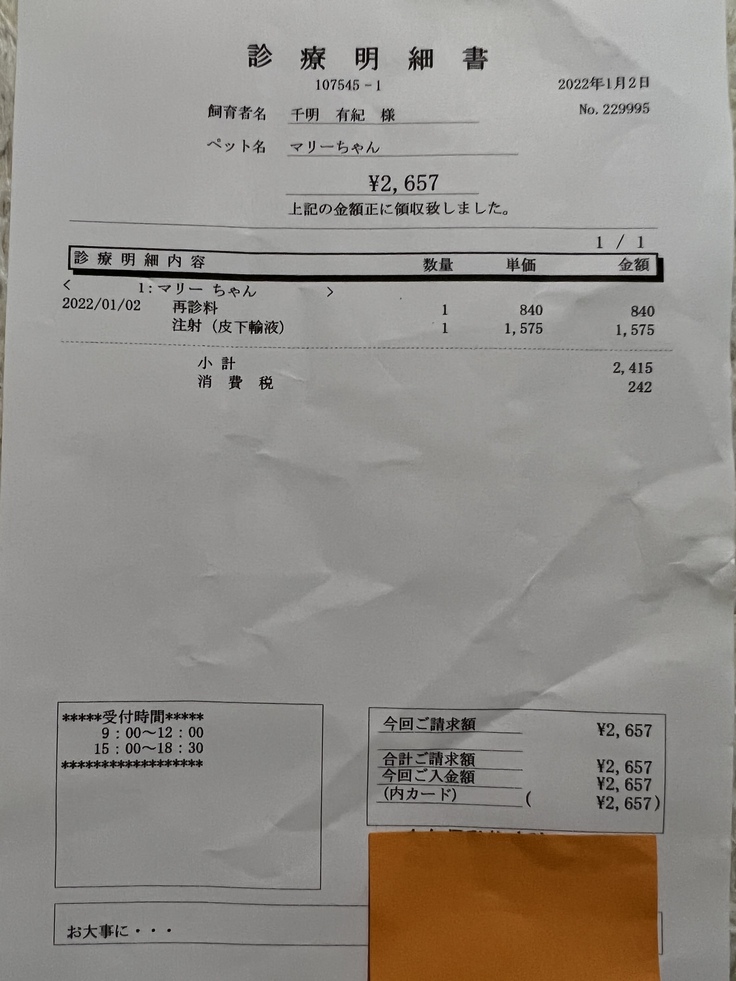 診療明細書
107545-1
2022年1月2日
飼育者名 千明 有紀 様
No. 229995
ペット名 マリーちゃん
¥2,657
上記の金額正に領収致しました。
1 / 1
診療明細内容 数量 単価 金額
< 1:マリー ちゃん >
2022/01/02 再診料 1 840 840
注射(皮下輸液) 1 1,575 1,575
小計 2,415
消費税 242
*****受付時間*****
9:00〜12:00
15:00〜18:30
******************
今回ご請求額 ¥2,657
合計ご請求額 ¥2,657
今回ご入金額 ¥2,657
(内カード) ( ¥2,657)
お大事に・・・